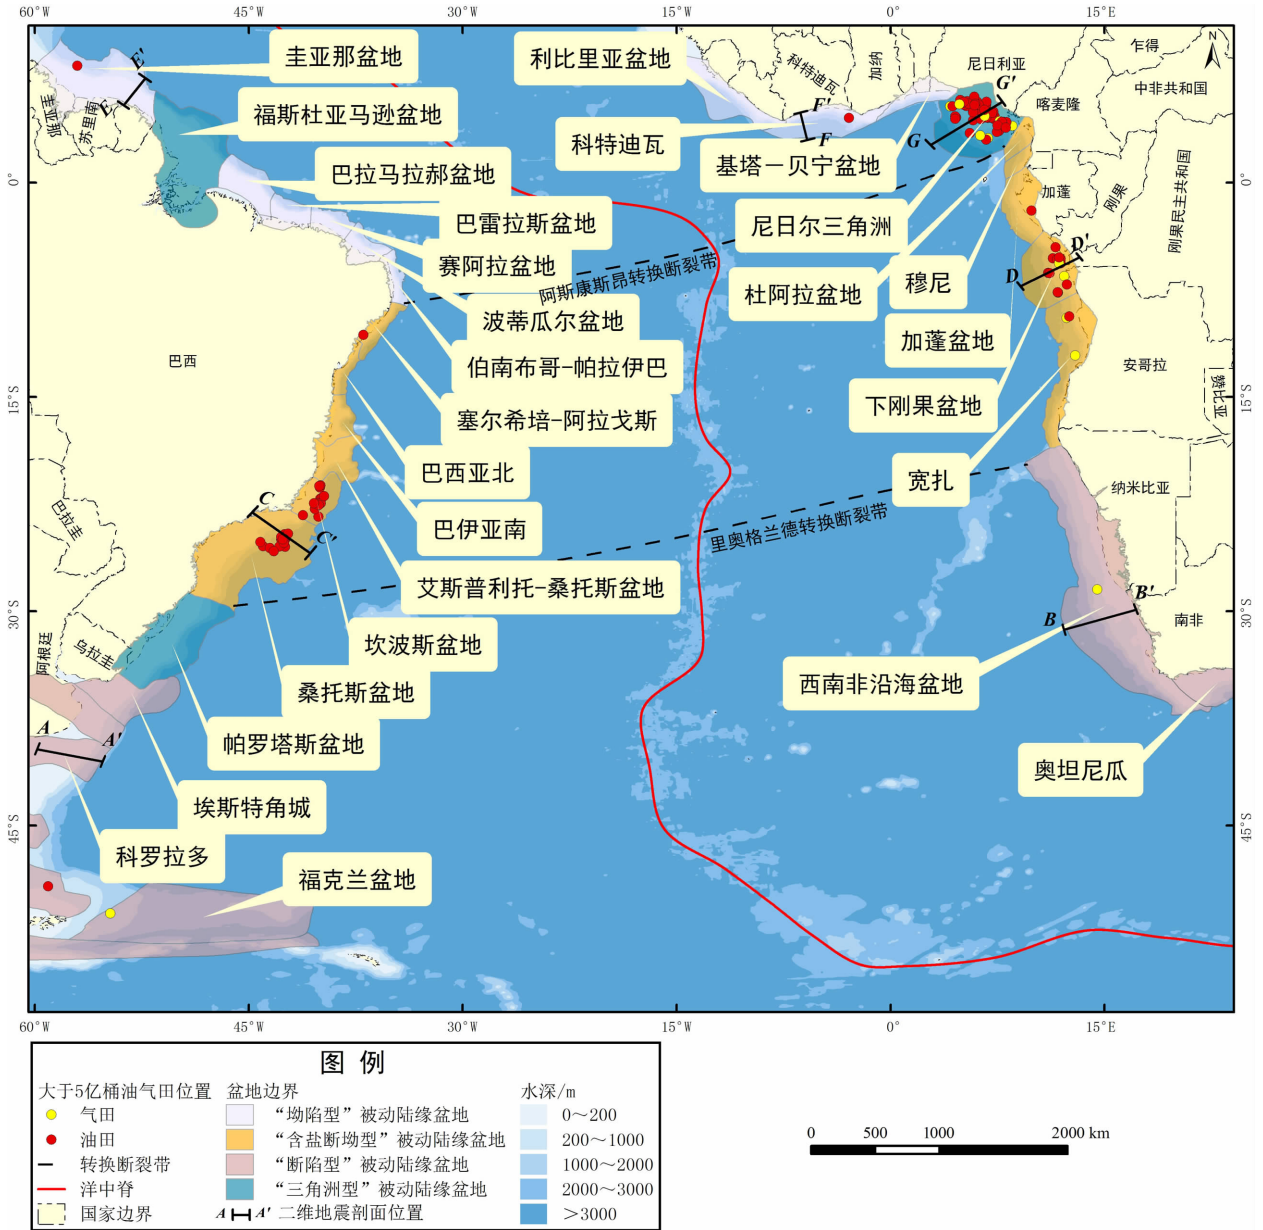 60°W 45°W 30°W 15°W 0° 15°E
0°
15°S
30°S
45°S
0°
15°S
30°S
45°S
N
圭亚那盆地
福斯杜亚马逊盆地
巴拉马拉郝盆地
巴雷拉斯盆地
赛阿拉盆地
波蒂瓜尔盆地
伯南布哥-帕拉伊巴
塞尔希培-阿拉戈斯
巴西亚北
巴伊亚南
艾斯普利托-桑托斯盆地
坎波斯盆地
桑托斯盆地
帕罗塔斯盆地
埃斯特角城
科罗拉多
福克兰盆地
利比里亚盆地
科特迪瓦
基塔-贝宁盆地
尼日尔三角洲
杜阿拉盆地
穆尼
加蓬盆地
下刚果盆地
宽扎
西南非沿海盆地
奥坦尼瓜
圭亚那
苏里南
巴西
巴拉圭
乌拉圭
阿根廷
科特迪瓦
加纳
尼日利亚
乍得
中非共和国
喀麦隆
加蓬
刚果
刚果民主共和国
安哥拉
赞比亚
纳米比亚
南非
阿斯康斯昂转换断裂带
里奥格兰德转换断裂带
E E'
F' F
G G'
D D'
C C'
B B'
A A'
60°W 45°W 30°W 15°W 0° 15°E
图 例
大于5亿桶油气田位置
气田
油田
转换断裂带
洋中脊
国家边界
盆地边界
“坳陷型”被动陆缘盆地
“含盐断坳型”被动陆缘盆地
“断陷型”被动陆缘盆地
“三角洲型”被动陆缘盆地
A A' 二维地震剖面位置
水深/m
0～200
200～1000
1000～2000
2000～3000
>3000
0 500 1000 2000 km